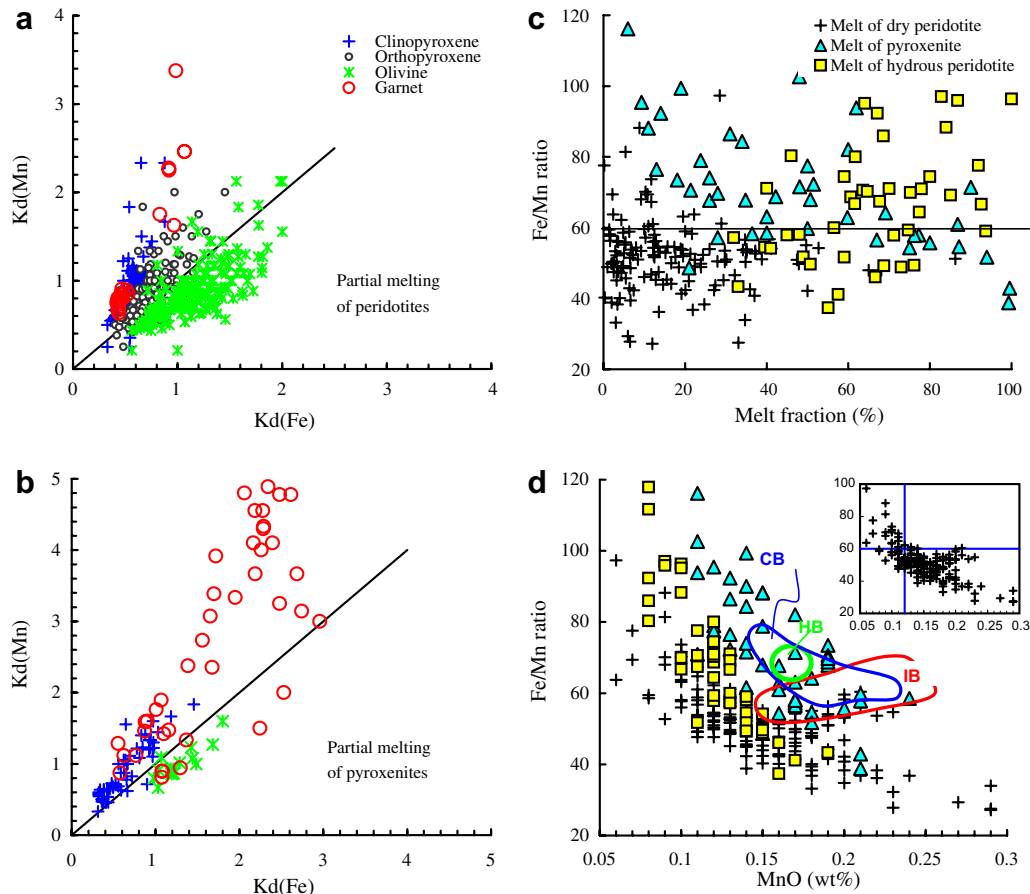 a
4
3
2
1
0
0
1
2
3
4
Kd(Mn)
Kd(Fe)
Clinopyroxene
Orthopyroxene
Olivine
Garnet
Partial melting
of peridotites
b
5
4
3
2
1
0
0
1
2
3
4
5
Kd(Mn)
Kd(Fe)
Partial melting
of pyroxenites
c
120
100
80
60
40
20
0
20
40
60
80
100
Fe/Mn ratio
Melt fraction (%)
Melt of dry peridotite
Melt of pyroxenite
Melt of hydrous peridotite
d
120
100
80
60
40
20
0.05
0.1
0.15
0.2
0.25
0.3
Fe/Mn ratio
MnO (wt%)
CB
HB
IB
100
80
60
40
20
0.05
0.1
0.15
0.2
0.25
0.3